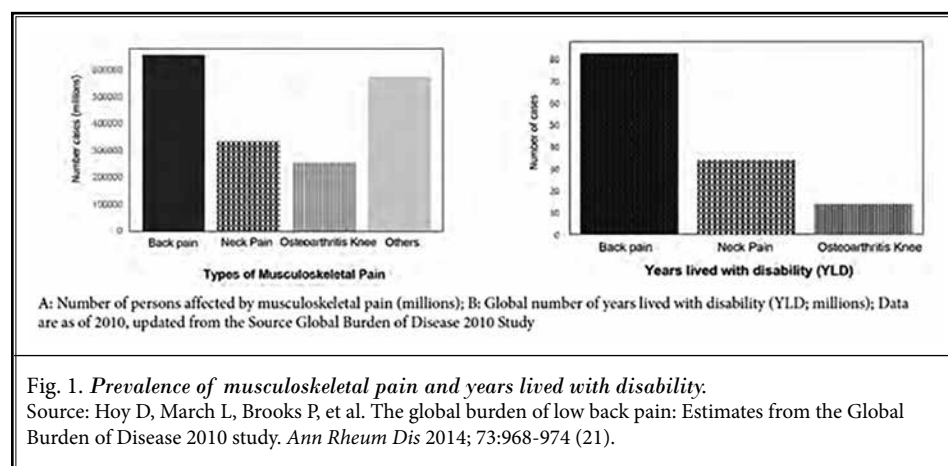 Number cases (millions)
600000
500000
400000
300000
200000
100000
0
Back pain Neck Pain Osteoarthritis Knee Others
Types of Musculoskeletal Pain
Number of cases
80
70
60
50
40
30
20
10
0
Back pain Neck Pain Osteoarthritis Knee
Years lived with disability (YLD)
A: Number of persons affected by musculoskeletal pain (millions); B: Global number of years lived with disability (YLD; millions); Data
are as of 2010, updated from the Source Global Burden of Disease 2010 Study
Fig. 1. Prevalence of musculoskeletal pain and years lived with disability.
Source: Hoy D, March L, Brooks P, et al. The global burden of low back pain: Estimates from the Global
Burden of Disease 2010 study. Ann Rheum Dis 2014; 73:968-974 (21).